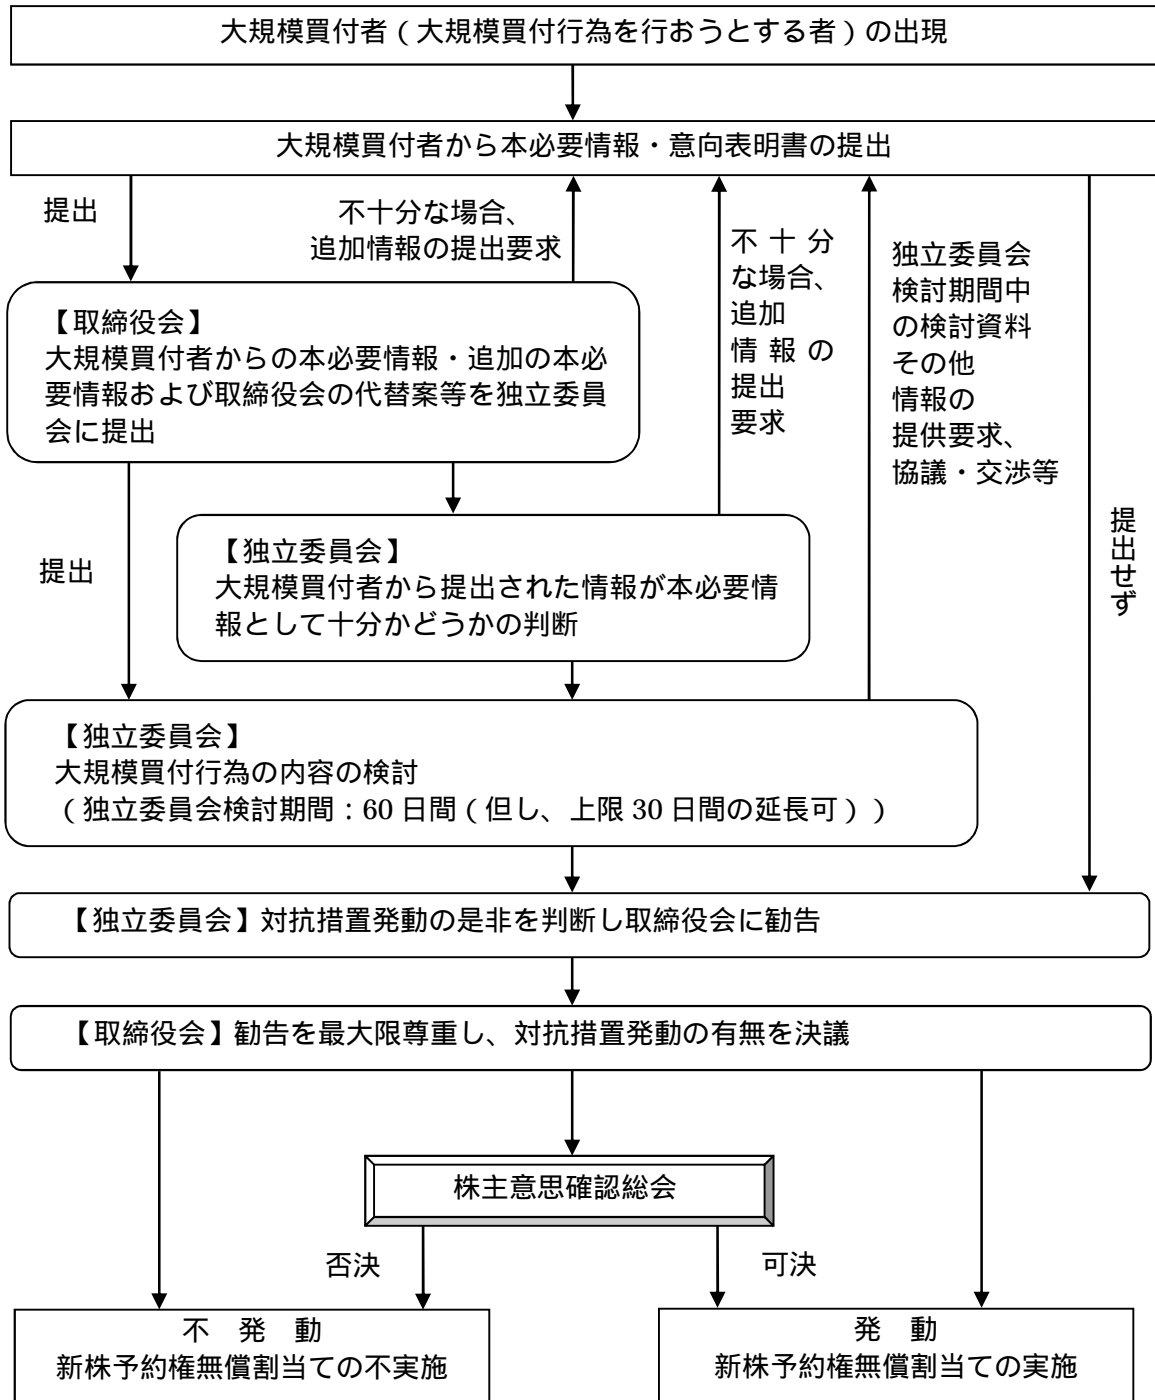 大規模買付者(大規模買付行為を行おうとする者)の出現
大規模買付者から本必要情報・意向表明書の提出
提出
不十分な場合、
追加情報の提出要求
不十分
な場合、
追加
情報の
提出
要求
独立委員会
検討期間中
の検討資料
その他
情報の
提供要求、
協議・交渉等
【取締役会】
大規模買付者からの本必要情報・追加の本必
要情報および取締役会の代替案等を独立委員
会に提出
提出せず
提出
【独立委員会】
大規模買付者から提出された情報が本必要情
報として十分かどうかの判断
【独立委員会】
大規模買付行為の内容の検討
(独立委員会検討期間:60 日間(但し、上限 30 日間の延長可))
【独立委員会】対抗措置発動の是非を判断し取締役会に勧告
【取締役会】勧告を最大限尊重し、対抗措置発動の有無を決議
株主意思確認総会
否決
可決
不 発 動
新株予約権無償割当ての不実施
発 動
新株予約権無償割当ての実施